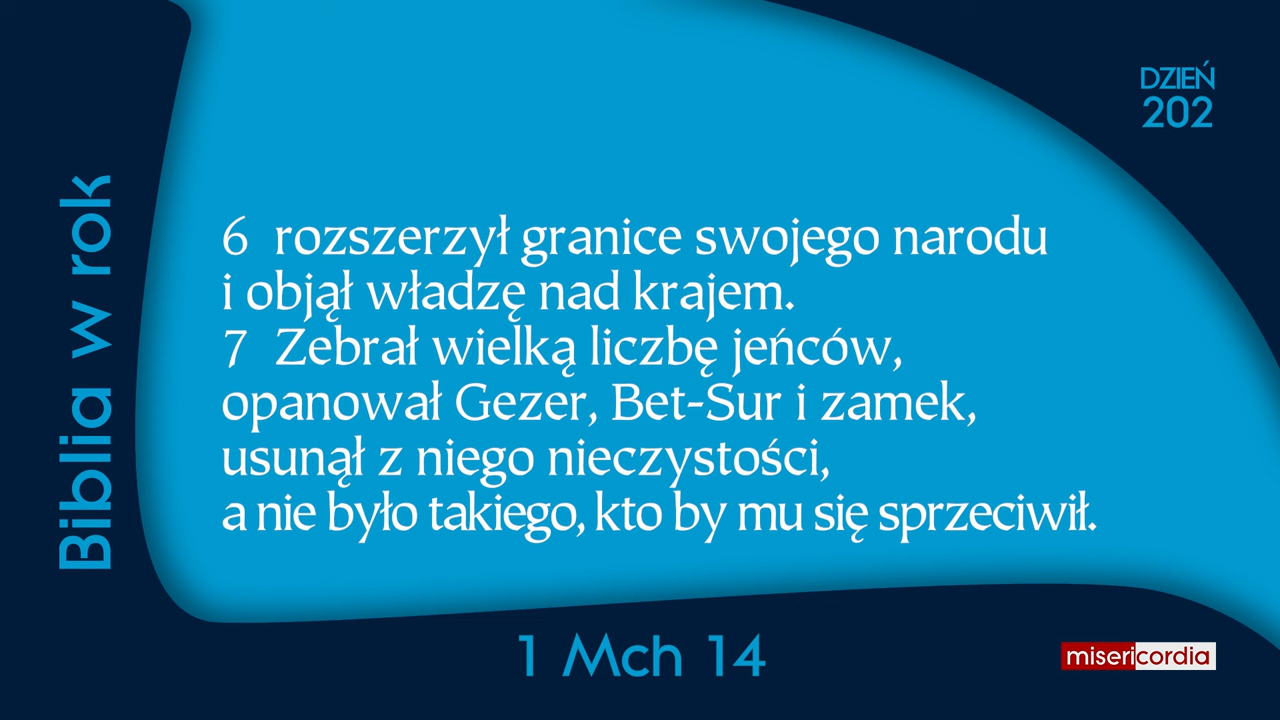 DZIEŃ
202
Biblia w rok
6 rozszerzył granice swojego narodu
i objął władzę nad krajem.
7 Zebrał wielką liczbę jeńców,
opanował Gezer, Bet-Sur i zamek,
usunął z niego nieczystości,
a nie było takiego, kto by mu się sprzeciwił.
1 Mch 14
misericordia